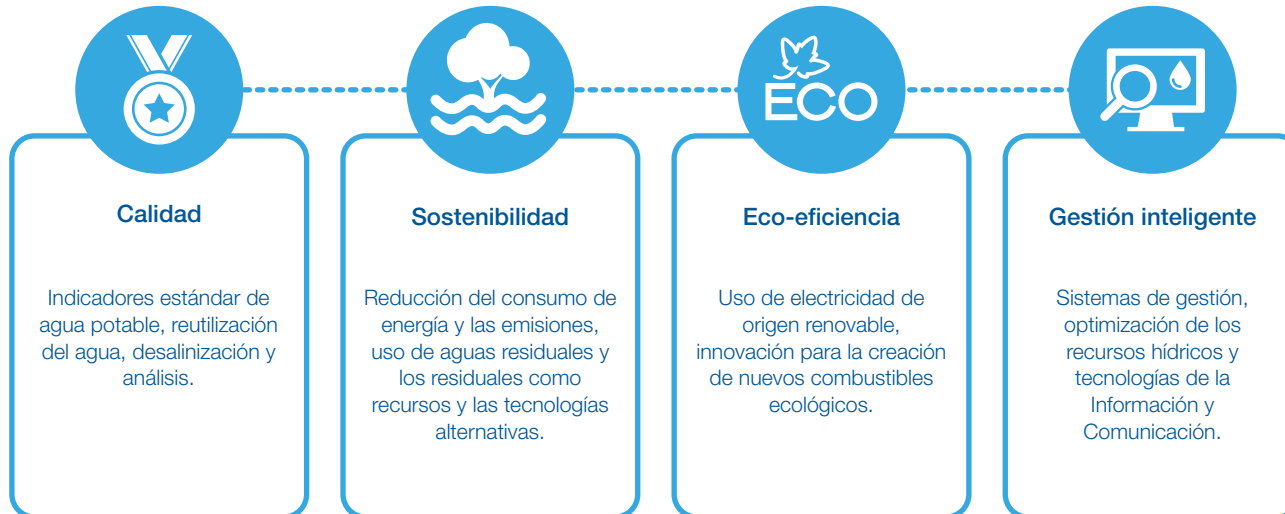 Calidad
Indicadores estándar de
agua potable, reutilización
del agua, desalinización y
análisis.
Sostenibilidad
Reducción del consumo de
energía y las emisiones,
uso de aguas residuales y
los residuales como
recursos y las tecnologías
alternativas.
ECO
Eco-eficiencia
Uso de electricidad de
origen renovable,
innovación para la creación
de nuevos combustibles
ecológicos.
Gestión inteligente
Sistemas de gestión,
optimización de los
recursos hídricos y
tecnologías de la
Información y
Comunicación.